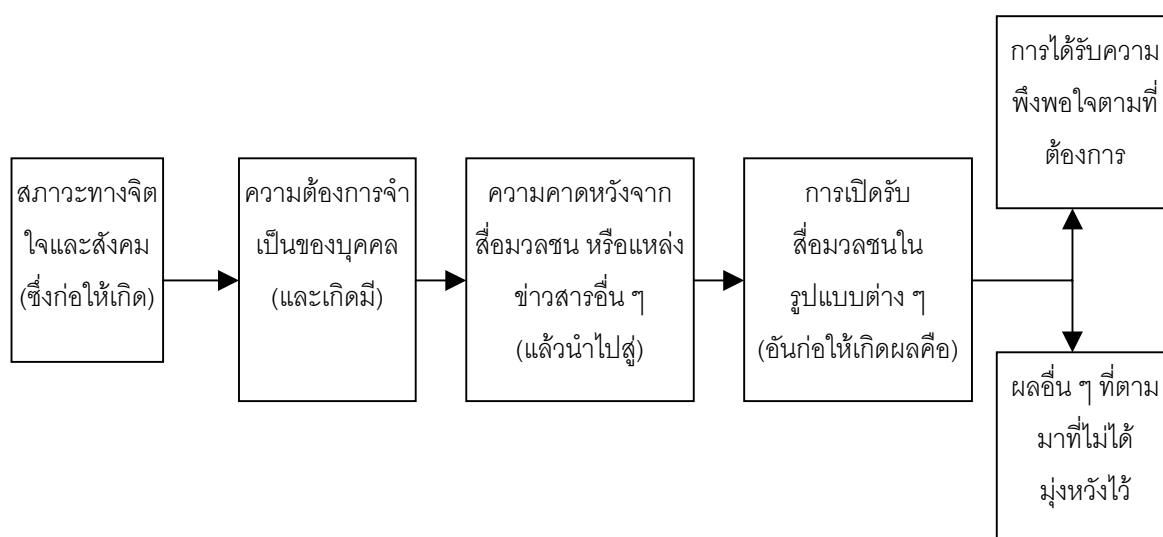 สภาวะทางจิต
ใจและสังคม
(ซึ่งก่อให้เกิด)
ความต้องการจำ
เป็นของบุคคล
(และเกิดมี)
ความคาดหวังจาก
สื่อมวลชน หรือแหล่ง
ข่าวสารอื่น ๆ
(แล้วนำไปสู่)
การเปิดรับ
สื่อมวลชนใน
รูปแบบต่าง ๆ
(อันก่อให้เกิดผลคือ)
การได้รับความ
พึงพอใจตามที่
ต้องการ
ผลอื่น ๆ ที่ตาม
มาที่ไม่ได้
มุ่งหวังไว้